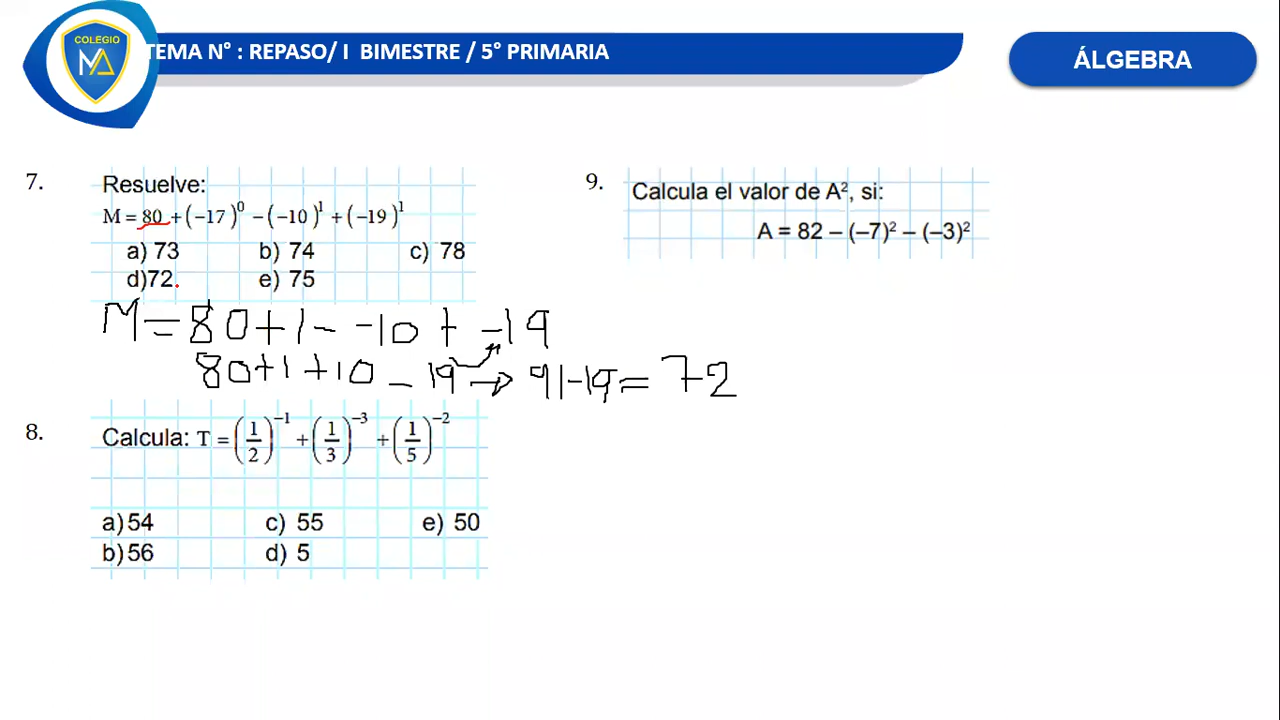 COLEGIO
MA
TEMA N° : REPASO/ I BIMESTRE / 5° PRIMARIA
ÁLGEBRA
7.
Resuelve:
M = 80 + (−17)⁰ − (−10)¹ + (−19)¹
a) 73 b) 74 c) 78
d)72. e) 75
M = 80 + 1 − −10 + −19
80 + 1 + 10 − 19 → 91 − 19 = 72
8.
Calcula: T = (1/2)⁻¹ + (1/3)⁻³ + (1/5)⁻²
a) 54 c) 55 e) 50
b) 56 d) 5
9.
Calcula el valor de A², si:
A = 82 – (–7)² – (–3)²